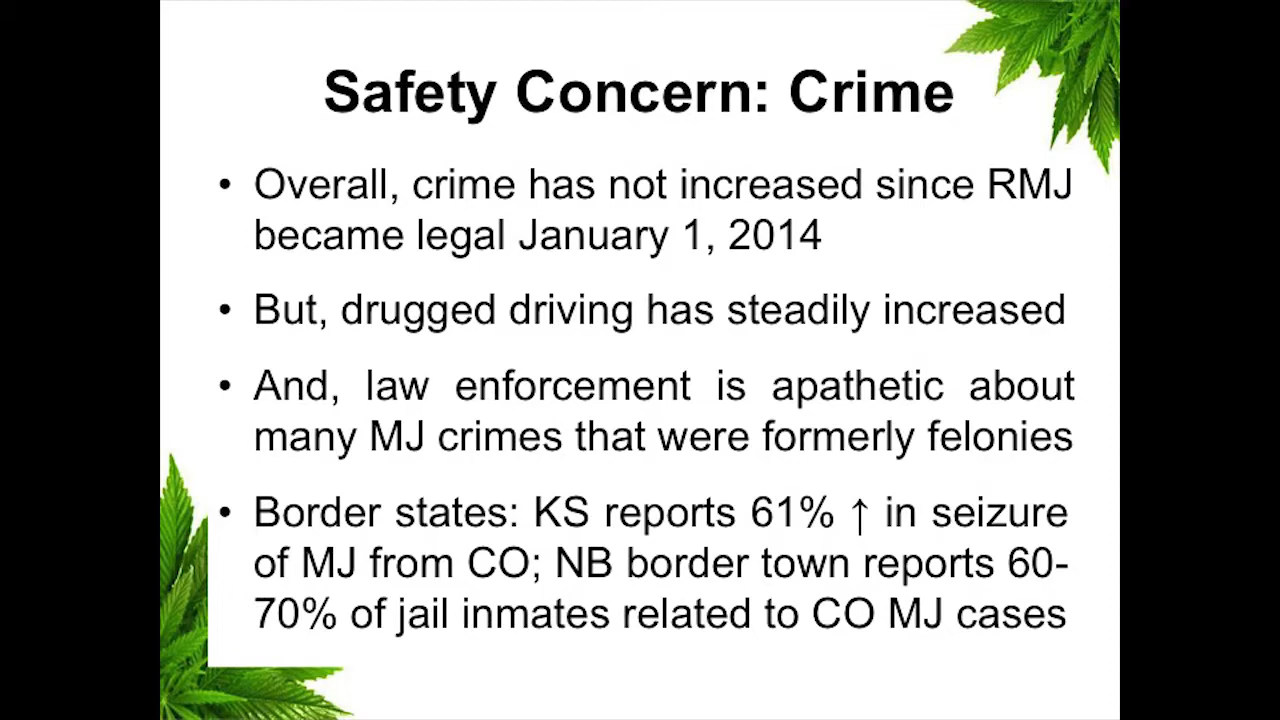 Safety Concern: Crime
• Overall, crime has not increased since RMJ
became legal January 1, 2014
• But, drugged driving has steadily increased
• And, law enforcement is apathetic about
many MJ crimes that were formerly felonies
• Border states: KS reports 61% ↑ in seizure
of MJ from CO; NB border town reports 60-
70% of jail inmates related to CO MJ cases